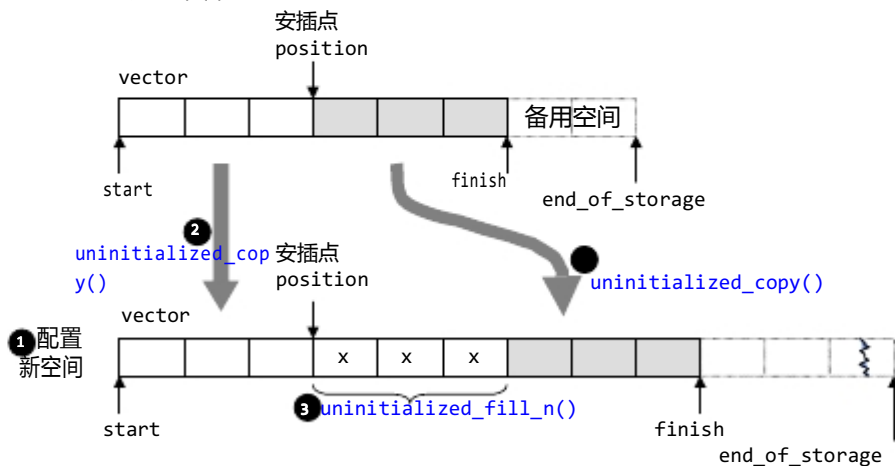 安插点
position
vector
备用空间
start
finish
end_of_storage
2
uninitialized_cop
y()
安插点
position
uninitialized_copy()
vector
1 配置
新空间
x x x
3 uninitialized_fill_n()
start
finish
end_of_storage